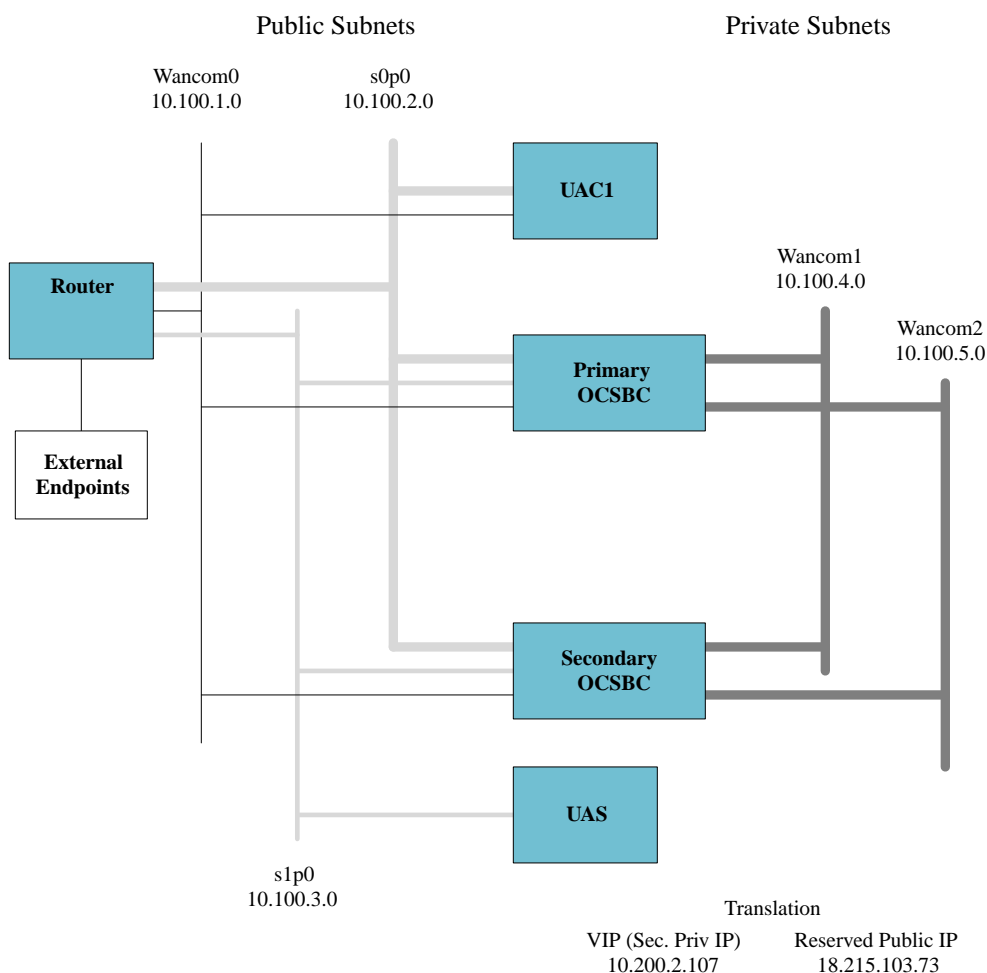 Public Subnets
Private Subnets
Wancom0
10.100.1.0
s0p0
10.100.2.0
UAC1
Router
Wancom1
10.100.4.0
Wancom2
10.100.5.0
Primary
OCSBC
External
Endpoints
Secondary
OCSBC
UAS
s1p0
10.100.3.0
Translation
VIP (Sec. Priv IP)
10.200.2.107
Reserved Public IP
18.215.103.73